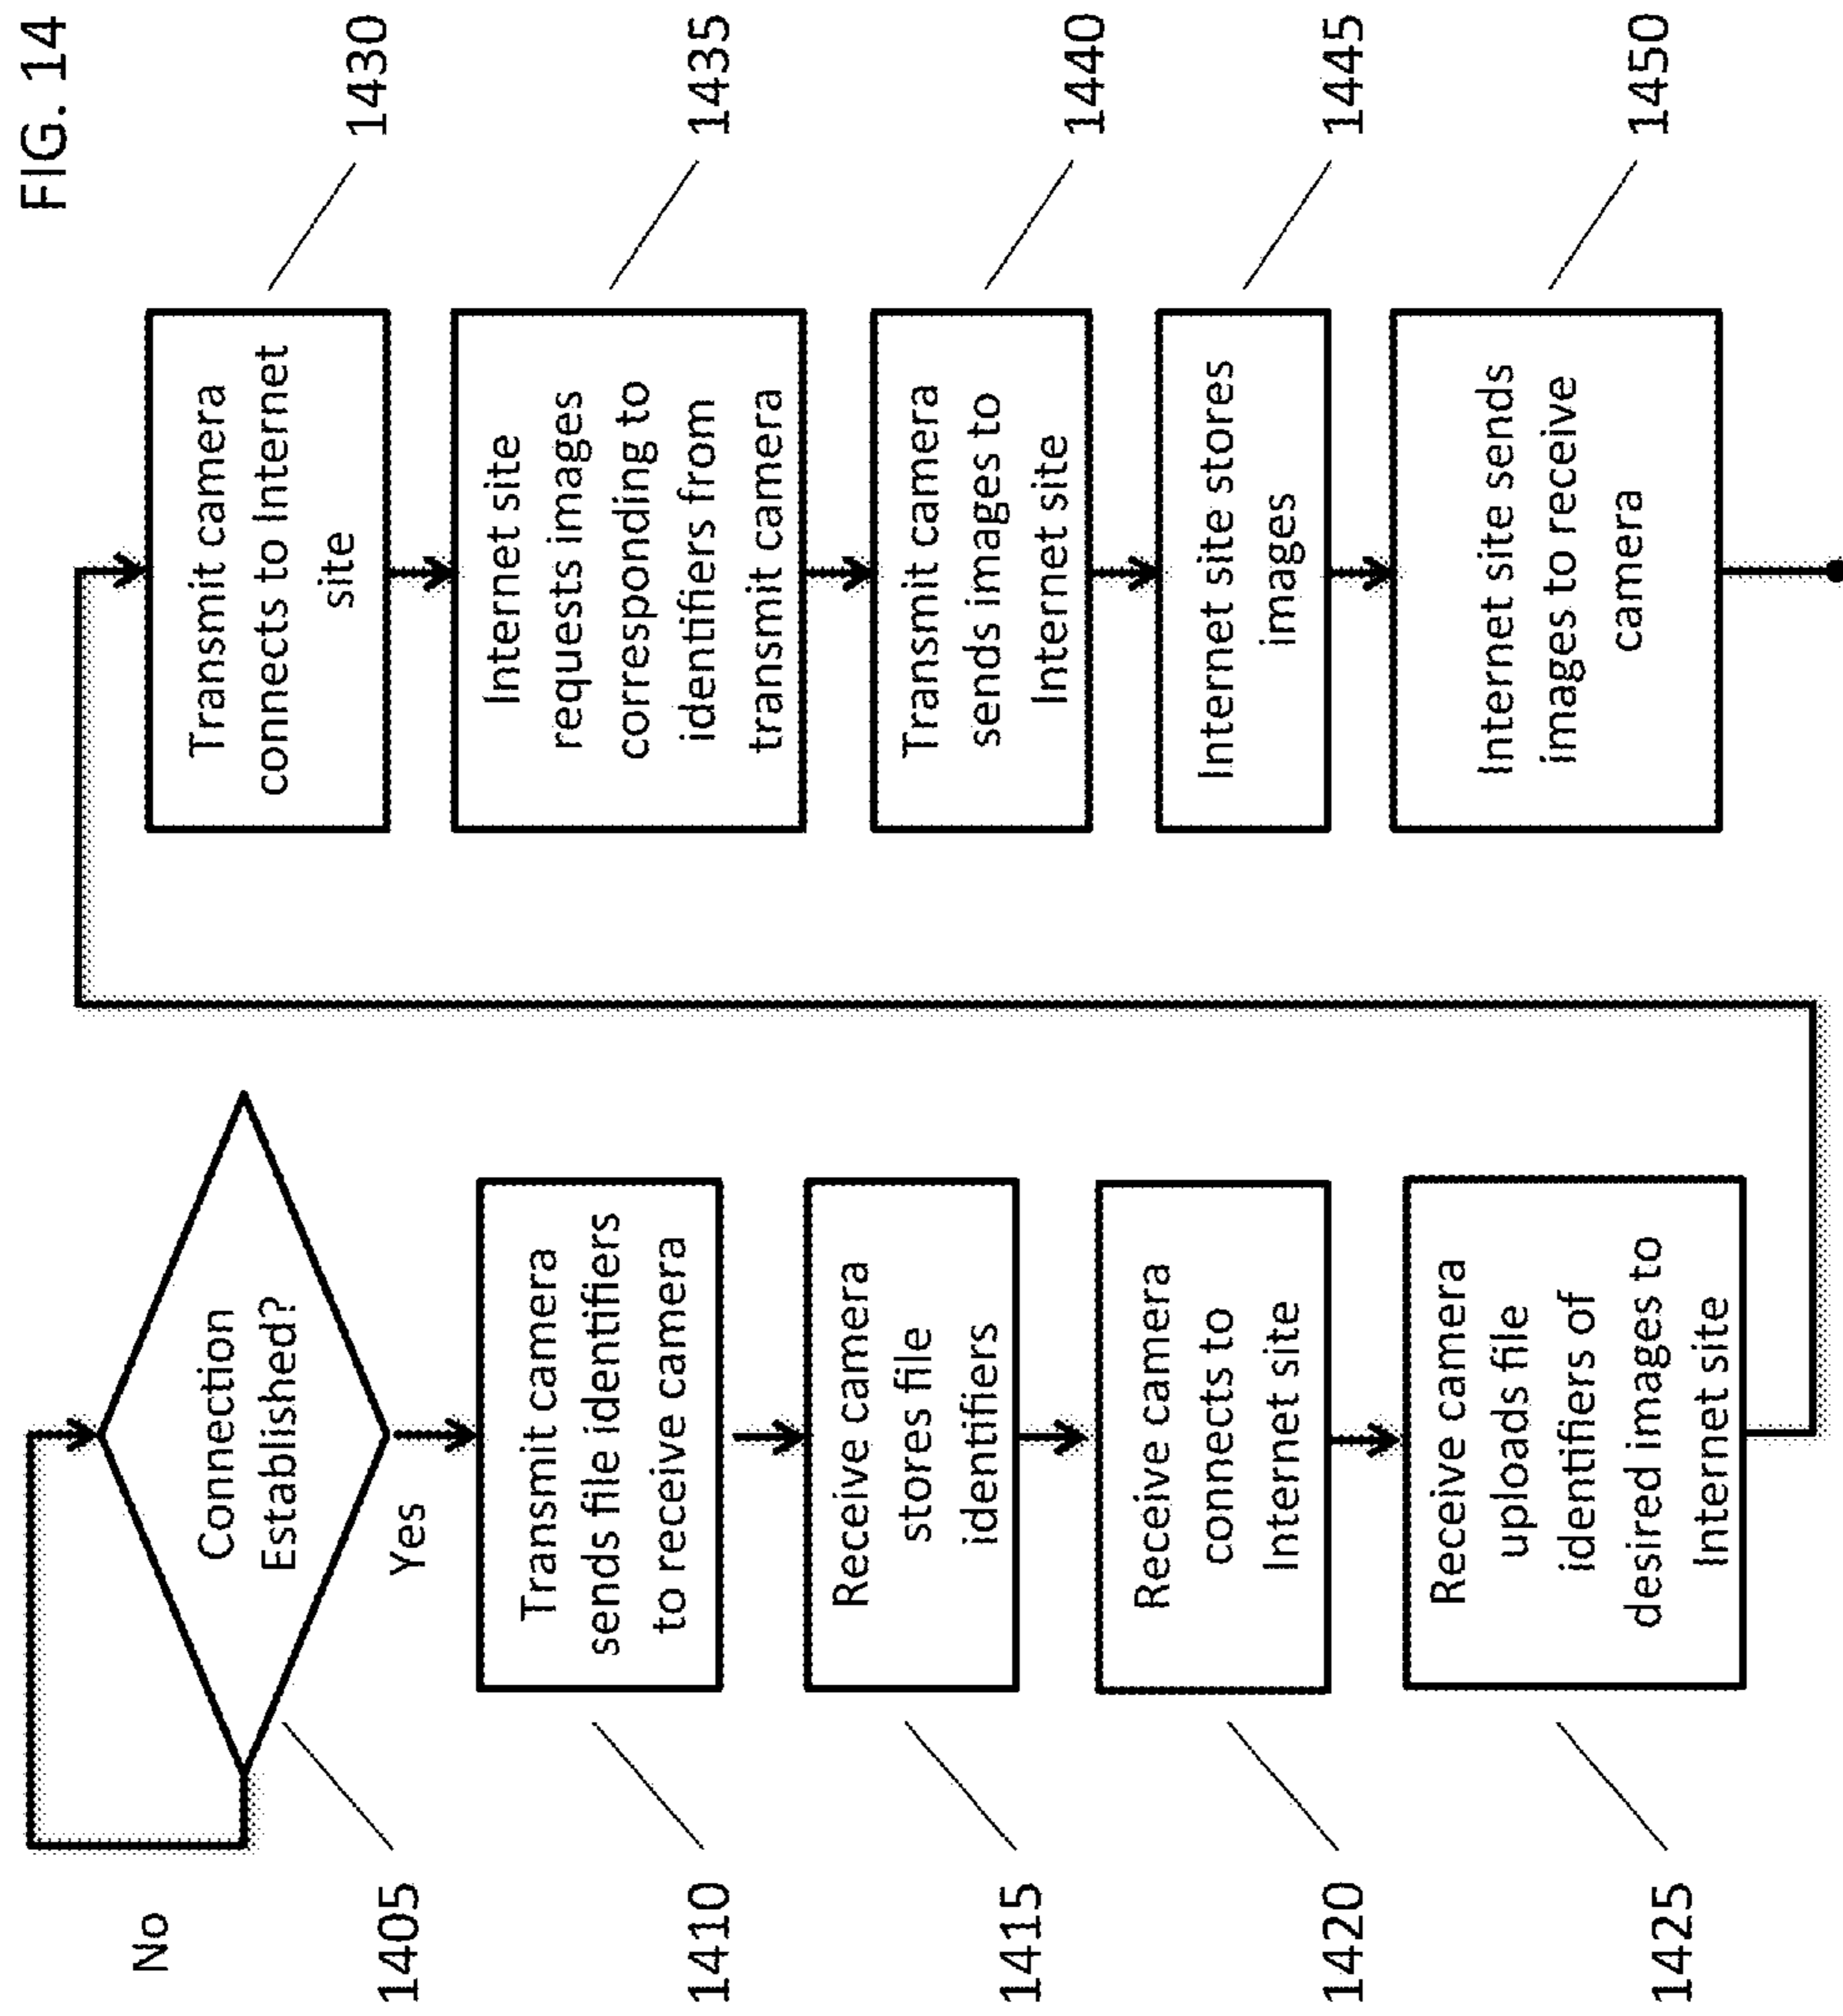 FIG. 14
No
Connection
Established?
Yes
1405
Transmit camera
sends file identifiers
to receive camera
1410
Receive camera
stores file
identifiers
1415
Receive camera
connects to
Internet site
1420
Receive camera
uploads file
identifiers of
desired images to
Internet site
1425
Transmit camera
connects to Internet
site
1430
Internet site
requests images
corresponding to
identifiers from
transmit camera
1435
Transmit camera
sends images to
Internet site
1440
Internet site stores
images
1445
Internet site sends
images to receive
camera
1450